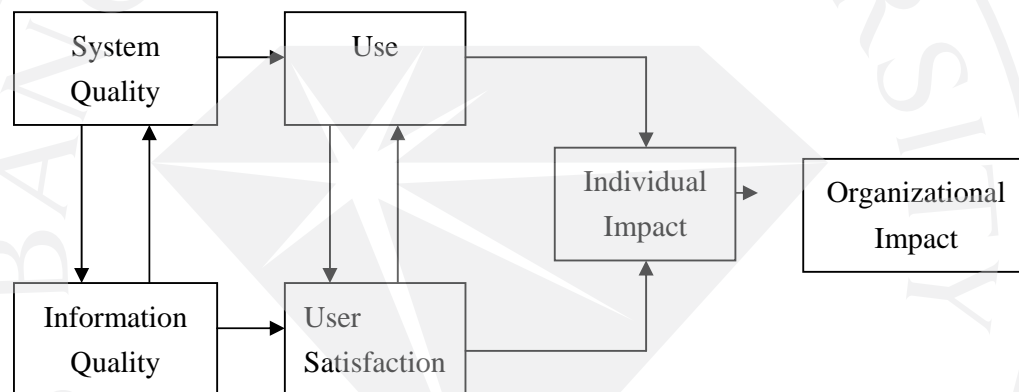 System
Quality
Use
Individual
Impact
Organizational
Impact
Information
Quality
User
Satisfaction